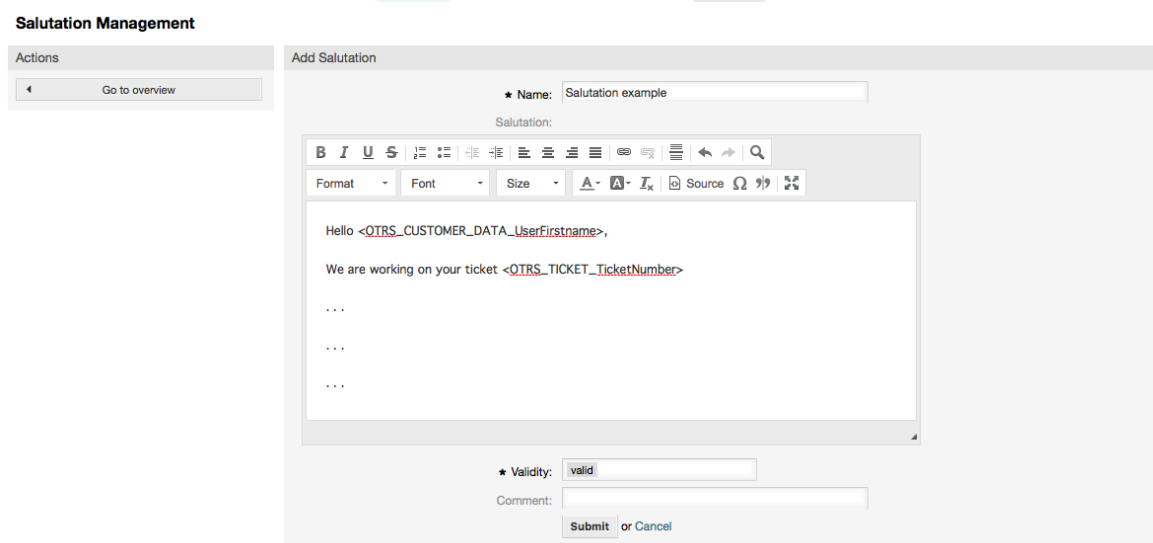 Salutation Management
Actions
Go to overview
Add Salutation
★ Name: Salutation example
Salutation:
B I U S
Format Font Size A A Ix Source Ω
Hello <OTRS_CUSTOMER_DATA_UserFirstname>,
We are working on your ticket <OTRS_TICKET_TicketNumber>
. . .
. . .
. . .
★ Validity: valid
Comment:
Submit or Cancel